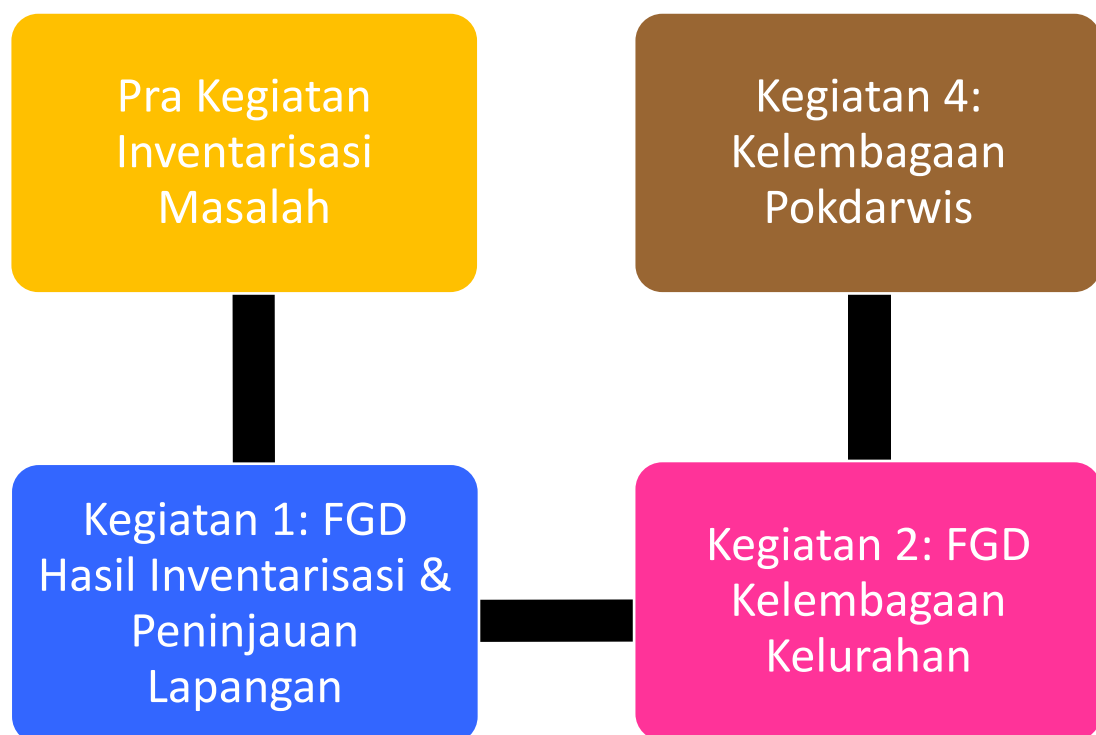 Pra Kegiatan
Inventarisasi
Masalah
Kegiatan 1: FGD
Hasil Inventarisasi &
Peninjauan
Lapangan
Kegiatan 2: FGD
Kelembagaan
Kelurahan
Kegiatan 4:
Kelembagaan
Pokdarwis